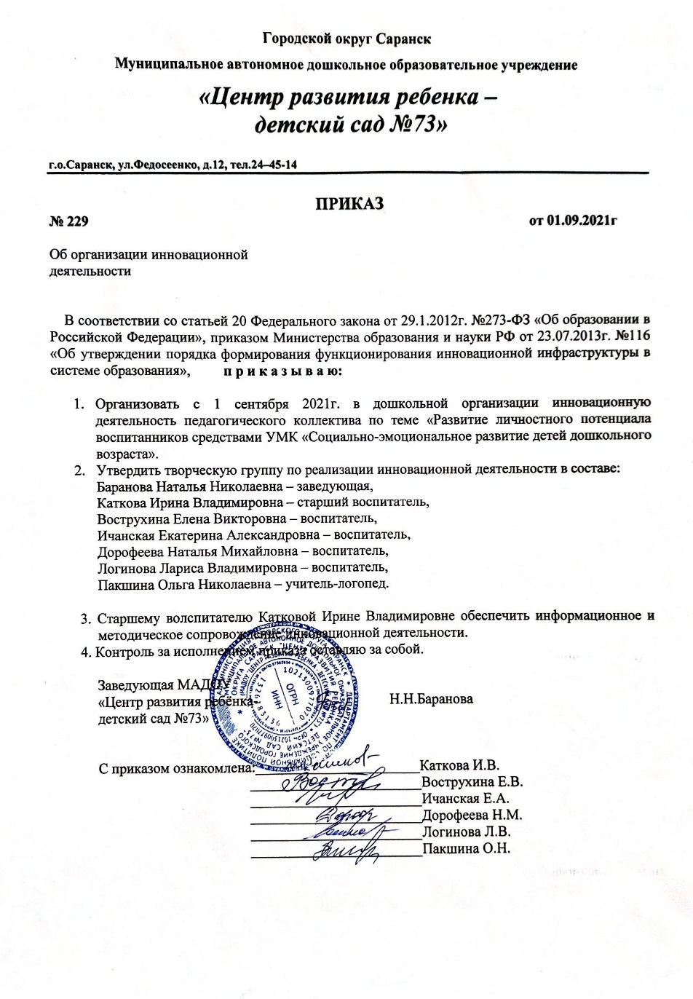 Городской округ Саранск
Муниципальное автономное дошкольное образовательное учреждение
«Центр развития ребенка –
детский сад №73»
г.о.Саранск, ул.Федосеенко, д.12, тел.24–45-14
ПРИКАЗ
№ 229
от 01.09.2021г
Об организации инновационной
деятельности
В соответствии со статьей 20 Федерального закона от 29.1.2012г. №273-ФЗ «Об образовании в
Российской Федерации», приказом Министерства образования и науки РФ от 23.07.2013г. №116
«Об утверждении порядка формирования функционирования инновационной инфраструктуры в
системе образования», п р и к а з ы в а ю:
1. Организовать с 1 сентября 2021г. в дошкольной организации инновационную
деятельность педагогического коллектива по теме «Развитие личностного потенциала
воспитанников средствами УМК «Социально-эмоциональное развитие детей дошкольного
возраста».
2. Утвердить творческую группу по реализации инновационной деятельности в составе:
Баранова Наталья Николаевна – заведующая,
Каткова Ирина Владимировна – старший воспитатель,
Вострухина Елена Викторовна – воспитатель,
Ичанская Екатерина Александровна – воспитатель,
Дорофеева Наталья Михайловна – воспитатель,
Логинова Лариса Владимировна – воспитатель,
Пакшина Ольга Николаевна – учитель-логопед.
3. Старшему волспитателю Катковой Ирине Владимировне обеспечить информационное и
методическое сопровождение инновационной деятельности.
4. Контроль за исполнением приказа оставляю за собой.
Заведующая МАДОУ
«Центр развития ребёнка-
детский сад №73»
Н.Н.Баранова
ОГРН
ИНН
С приказом ознакомлена: Каткова И.В.
Вострухина Е.В.
Ичанская Е.А.
Дорофеева Н.М.
Логинова Л.В.
Пакшина О.Н.